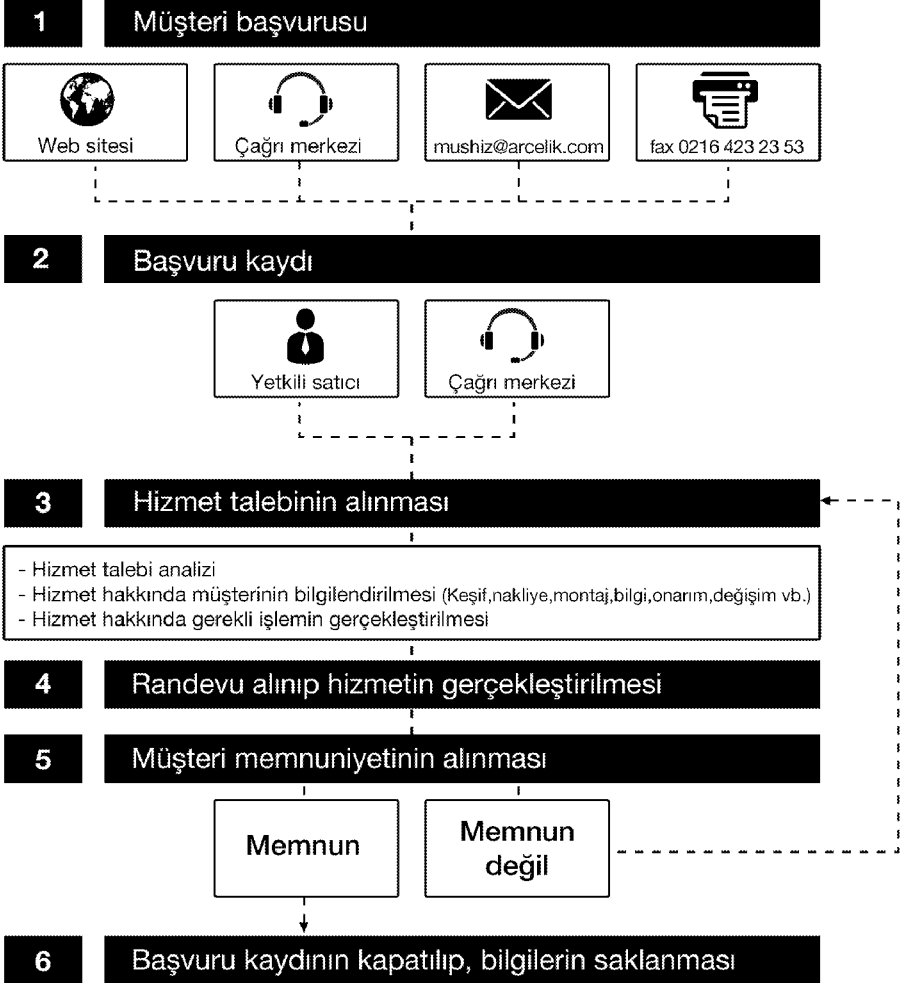 1 Müşteri başvurusu
Web sitesi
Çağrı merkezi
mushiz@arcelik.com
fax 0216 423 23 53
2 Başvuru kaydı
Yetkili satıcı
Çağrı merkezi
3 Hizmet talebinin alınması
- Hizmet talebi analizi
- Hizmet hakkında müşterinin bilgilendirilmesi (Keşif,nakliye,montaj,bilgi,onarım,değişim vb.)
- Hizmet hakkında gerekli işlemin gerçekleştirilmesi
4 Randevu alınıp hizmetin gerçekleştirilmesi
5 Müşteri memnuniyetinin alınması
Memnun
Memnun
değil
6 Başvuru kaydının kapatılıp, bilgilerin saklanması